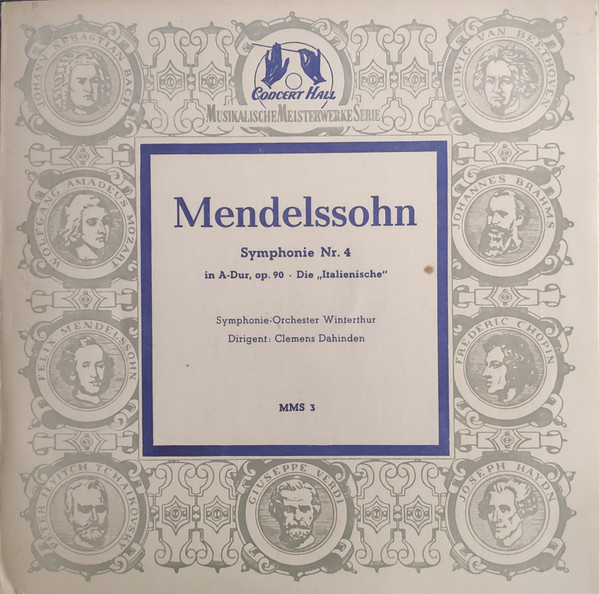 JOHANN SEBASTIAN BACH
CONCERT HALL
MUSIKALISCHE MEISTERWERKE SERIE
LUDWIG VAN BEETHOVEN
WOLFGANG AMADEUS MOZART
JOHANNES BRAHMS
Mendelssohn
Symphonie Nr. 4
in A-Dur, op. 90 · Die „Italienische“
Symphonie-Orchester Winterthur
Dirigent: Clemens Dahinden
MMS 3
FELIX MENDELSSOHN
FREDERIC CHOPIN
PETER ILYITCH TCHAIKOVSKY
GIUSEPPE VERDI
JOSEPH HAYDN